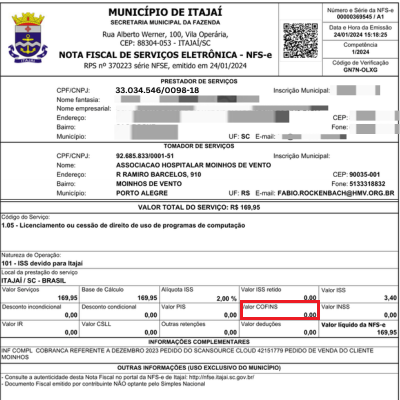 MUNICÍPIO DE ITAJAÍ
SECRETARIA MUNICIPAL DA FAZENDA
Rua Alberto Werner, 100, Vila Operária,
CEP: 88304-053 - ITAJAÍ/SC
NOTA FISCAL DE SERVIÇOS ELETRÔNICA - NFS-e
RPS nº 370223 série NFSE, emitido em 24/01/2024
Número e Série da NFS-e
00000369545 / A1
Data e Hora da Emissão
24/01/2024 15:18:25
Competência
1/2024
Código de Verificação
GN7N-OLXG
PRESTADOR DE SERVIÇOS
CPF/CNPJ: 33.034.546/0098-18 Inscrição Municipal:
Nome fantasia:
Nome empresarial:
Endereço: CEP:
Bairro: Fone:
Município: UF: SC E-mail:
TOMADOR DE SERVIÇOS
CPF/CNPJ: 92.685.833/0001-51 Inscrição Municipal:
Nome: ASSOCIACAO HOSPITALAR MOINHOS DE VENTO
Endereço: R RAMIRO BARCELOS, 910 CEP: 90035-001
Bairro: MOINHOS DE VENTO Fone: 5133318832
Município: PORTO ALEGRE UF: RS E-mail: FABIO.ROCKENBACH@HMV.ORG.BR
VALOR TOTAL DO SERVIÇO: R$ 169,95
Código do Serviço:
1.05 - Licenciamento ou cessão de direito de uso de programas de computação
Natureza de Operação:
101 - ISS devido para Itajaí
Local da prestação do serviço
ITAJAÍ / SC - BRASIL
Valor Serviços Base de Cálculo Alíquota ISS Valor ISS retido Valor ISS
169,95 169,95 2,00 % 0,00 3,40
Desconto incondicional Desconto condicional Valor PIS Valor COFINS Valor INSS
0,00 0,00 0,00 0,00 0,00
Valor IR Valor CSLL Outras retenções Valor deduções Valor líquido da NFS-e
0,00 0,00 0,00 0,00 169,95
INFORMAÇÕES COMPLEMENTARES
INF COMPL COBRANCA REFERENTE A DEZEMBRO 2023 PEDIDO DO SCANSOURCE CLOUD 42151779 PEDIDO DE VENDA DO CLIENTE
MOINHOS
OUTRAS INFORMAÇÕES (USO EXCLUSIVO DO MUNICÍPIO)
- Consulte a autenticidade desta Nota Fiscal no portal da NFS-e de Itajaí: http://nfse.itajai.sc.gov.br/
- Documento Fiscal emitido por contribuinte NÃO optante pelo Simples Nacional